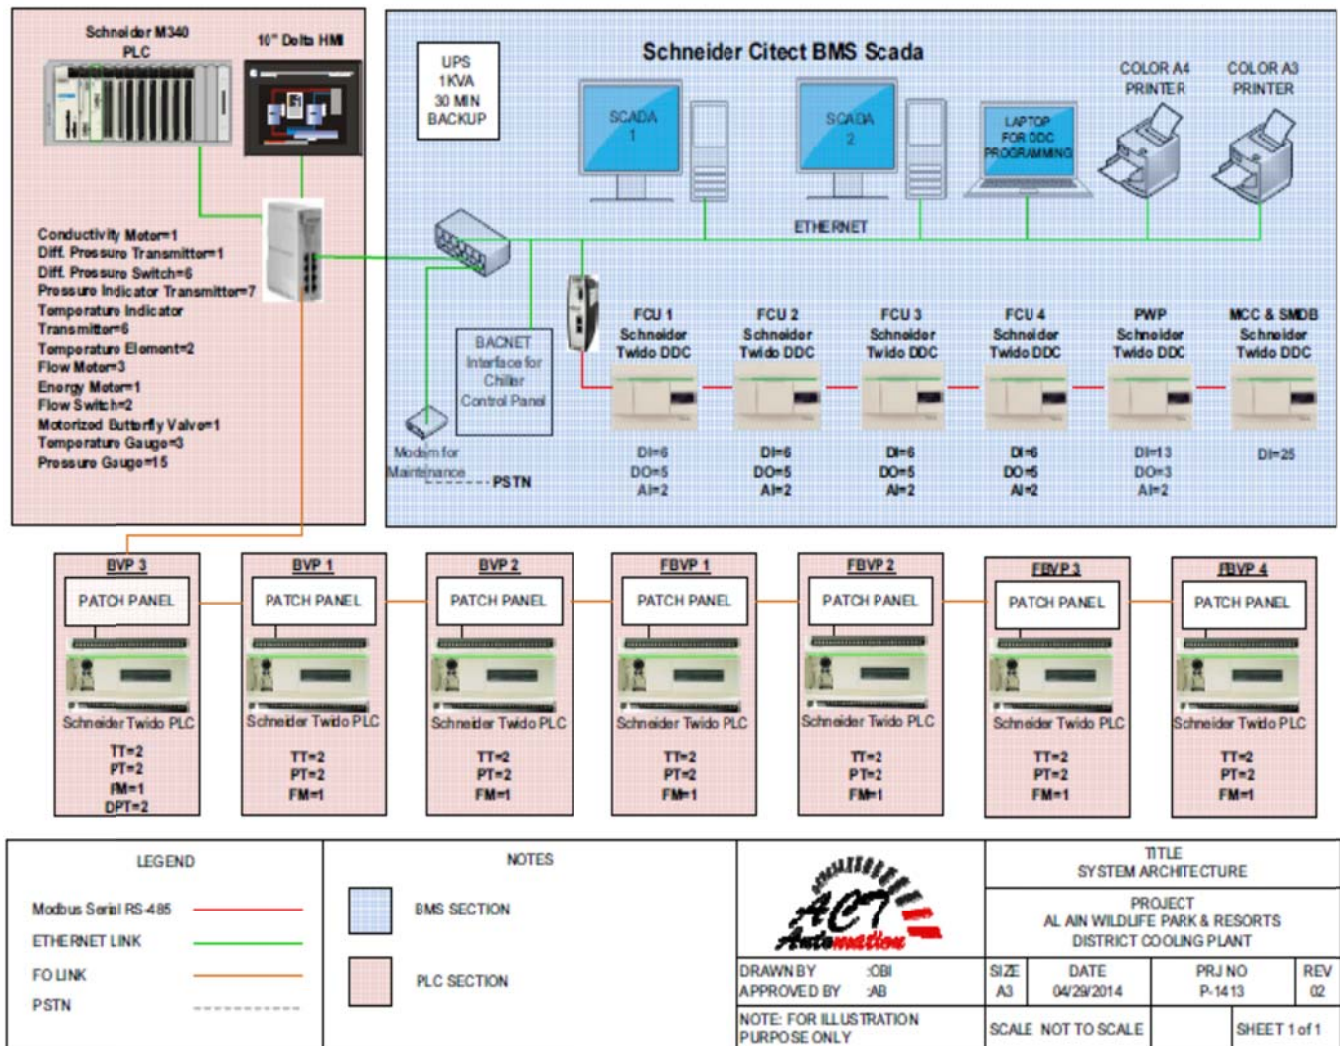 Schneider M340
PLC
10" Delta HMI
Conductivity Meter=1
Diff. Pressure Transmitter=1
Diff. Pressure Switch=6
Pressure Indicator Transmitter=7
Temperature Indicator
Transmitter=6
Temperature Element=2
Flow Meter=3
Energy Meter=1
Flow Switch=2
Motorized Butterfly Valve=1
Temperature Gauge=3
Pressure Gauge=15
UPS
1KVA
30 MIN
BACKUP
Schneider Citect BMS Scada
SCADA
1
SCADA
2
LAPTOP
FOR DDC
PROGRAMMING
COLOR A4
PRINTER
COLOR A3
PRINTER
ETHERNET
BACNET
Interface for
Chiller
Control Panel
Modem for
Maintenance
PSTN
FCU 1
Schneider
Twido DDC
DI=6
DO=5
AI=2
FCU 2
Schneider
Twido DDC
DI=6
DO=5
AI=2
FCU 3
Schneider
Twido DDC
DI=6
DO=5
AI=2
FCU 4
Schneider
Twido DDC
DI=6
DO=5
AI=2
PWP
Schneider
Twido DDC
DI=13
DO=3
AI=2
MCC & SMDB
Schneider
Twido DDC
DI=25
BVP 3
PATCH PANEL
Schneider Twido PLC
TT=2
PT=2
FM=1
DPT=2
BVP 1
PATCH PANEL
Schneider Twido PLC
TT=2
PT=2
FM=1
BVP 2
PATCH PANEL
Schneider Twido PLC
TT=2
PT=2
FM=1
FBVP 1
PATCH PANEL
Schneider Twido PLC
TT=2
PT=2
FM=1
FBVP 2
PATCH PANEL
Schneider Twido PLC
TT=2
PT=2
FM=1
FBVP 3
PATCH PANEL
Schneider Twido PLC
TT=2
PT=2
FM=1
FBVP 4
PATCH PANEL
Schneider Twido PLC
TT=2
PT=2
FM=1
LEGEND
Modbus Serial RS-485
ETHERNET LINK
FO LINK
PSTN
NOTES
BMS SECTION
PLC SECTION
ACT
Automation
DRAWN BY :OBI
APPROVED BY :AB
NOTE: FOR ILLUSTRATION
PURPOSE ONLY
TITLE
SYSTEM ARCHITECTURE
PROJECT
AL AIN WILDLIFE PARK & RESORTS
DISTRICT COOLING PLANT
SIZE
A3
DATE
04/29/2014
PRJ NO
P-1413
REV
02
SCALE NOT TO SCALE
SHEET 1 of 1